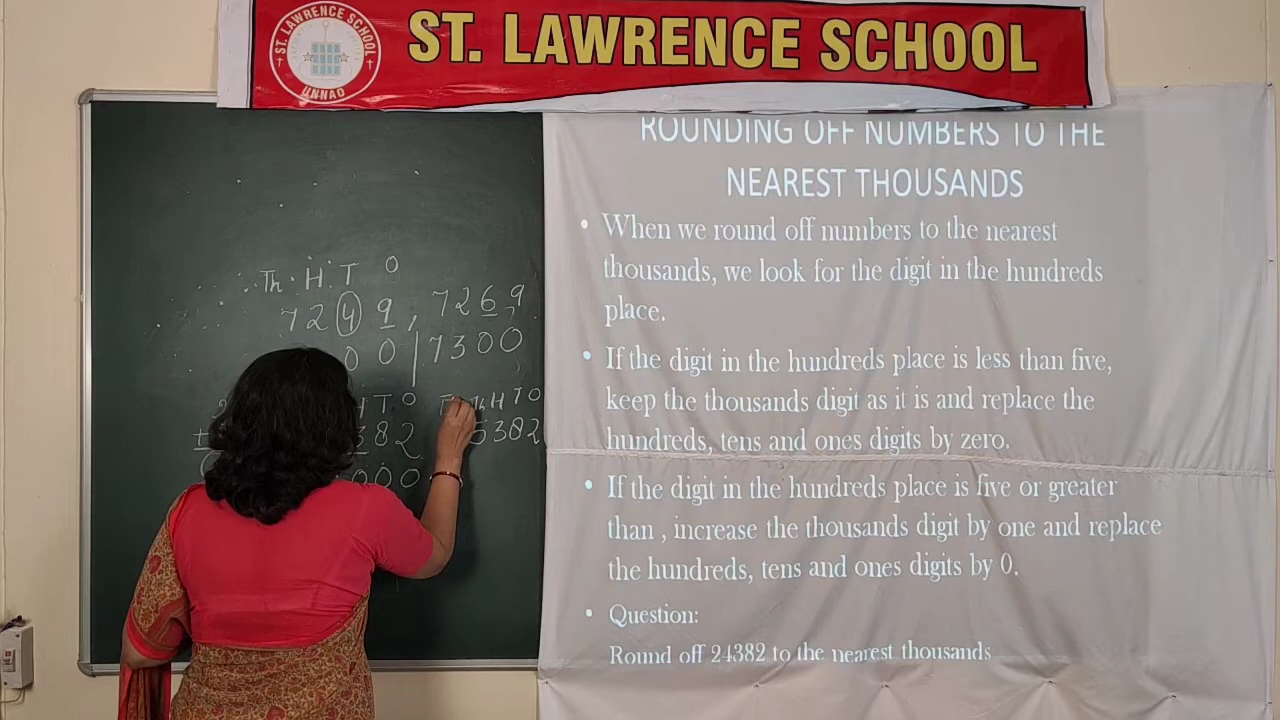 ST. LAWRENCE SCHOOL
UNNAO
ST. LAWRENCE SCHOOL
Th H T O
7249, 7269
00 | 7300
H T O
382
5382
000
ROUNDING OFF NUMBERS TO THE
NEAREST THOUSANDS
• When we round off numbers to the nearest
thousands, we look for the digit in the hundreds
place.
• If the digit in the hundreds place is less than five,
keep the thousands digit as it is and replace the
hundreds, tens and ones digits by zero.
• If the digit in the hundreds place is five or greater
than , increase the thousands digit by one and replace
the hundreds, tens and ones digits by 0.
• Question:
Round off 24382 to the nearest thousands